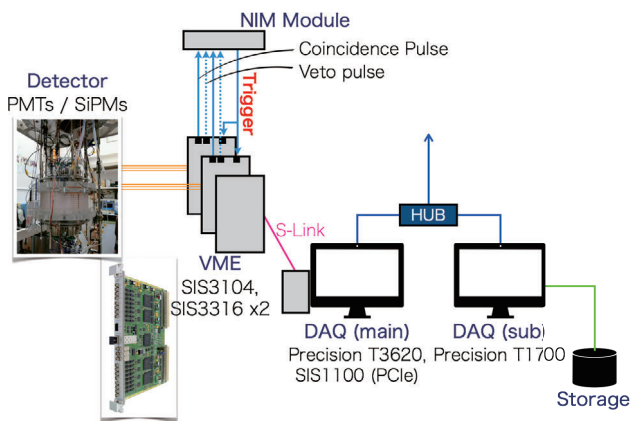 NIM Module
Coincidence Pulse
Veto pulse
Trigger
Detector
PMTs / SiPMs
HUB
S-Link
VME
SIS3104,
SIS3316 x2
DAQ (main)
Precision T3620,
SIS1100 (PCIe)
DAQ (sub)
Precision T1700
Storage